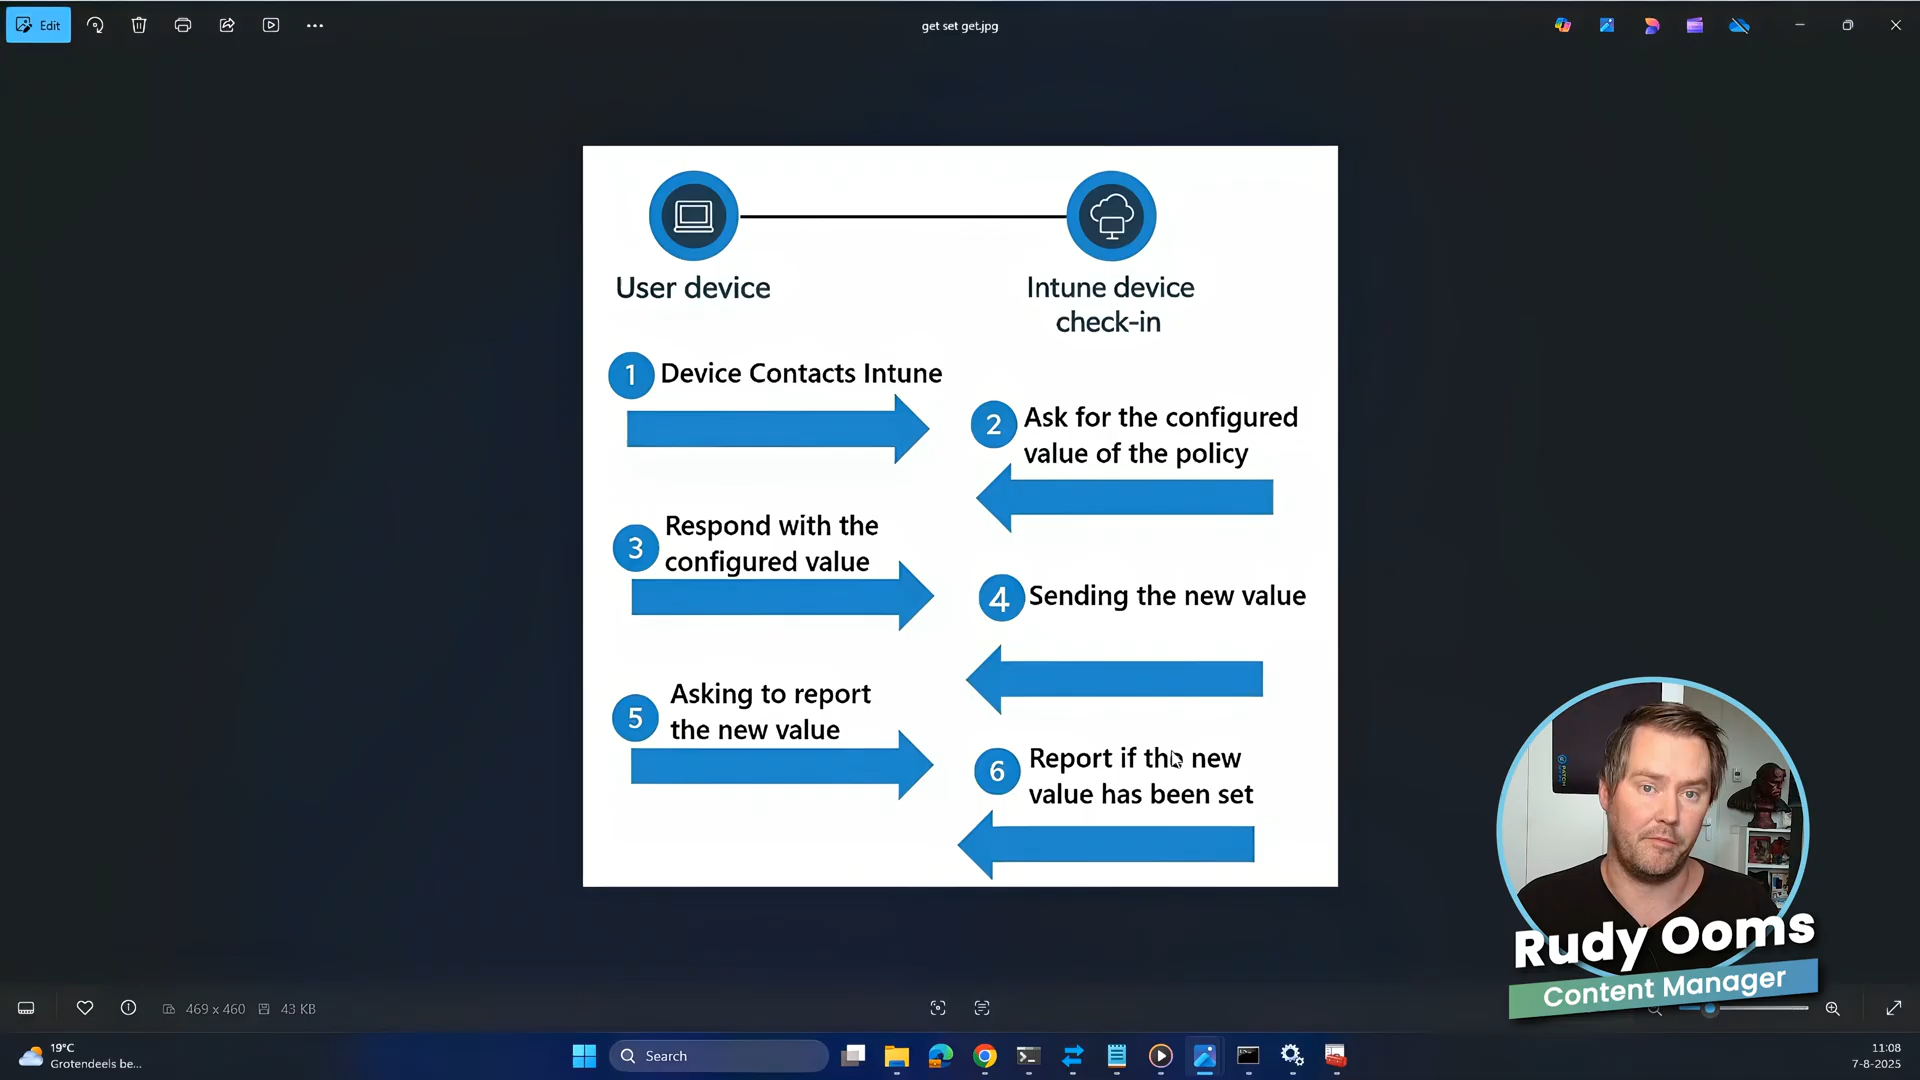 Edit
get set get.jpg
User device
Intune device
check-in
1 Device Contacts Intune
2 Ask for the configured
value of the policy
3 Respond with the
configured value
4 Sending the new value
5 Asking to report
the new value
6 Report if the new
value has been set
Rudy Ooms
Content Manager
469 x 460
43 KB
19°C
Grotendeels be...
Search
11:08
7-8-2025